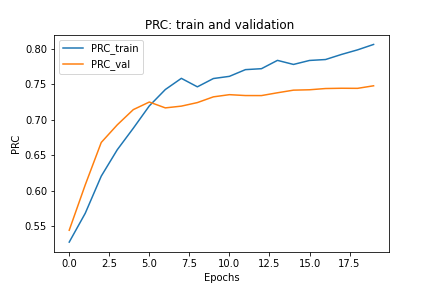 PRC: train and validation
PRC_train
PRC_val
0.80
0.75
0.70
0.65
0.60
0.55
PRC
0.0 2.5 5.0 7.5 10.0 12.5 15.0 17.5
Epochs